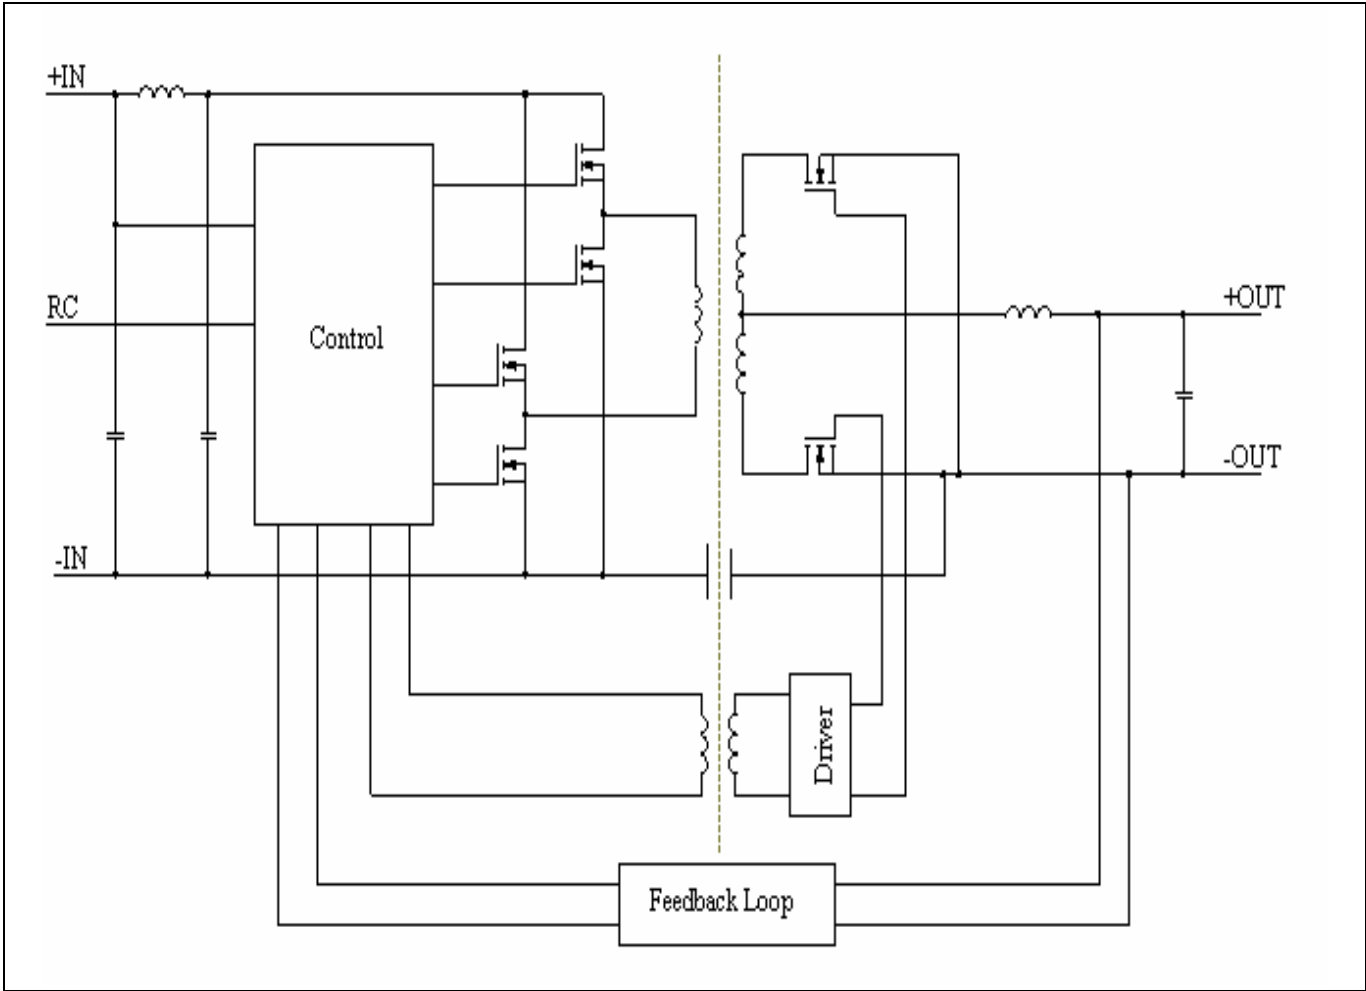 +IN
RC
Control
+OUT
-OUT
-IN
Driver
Feedback Loop